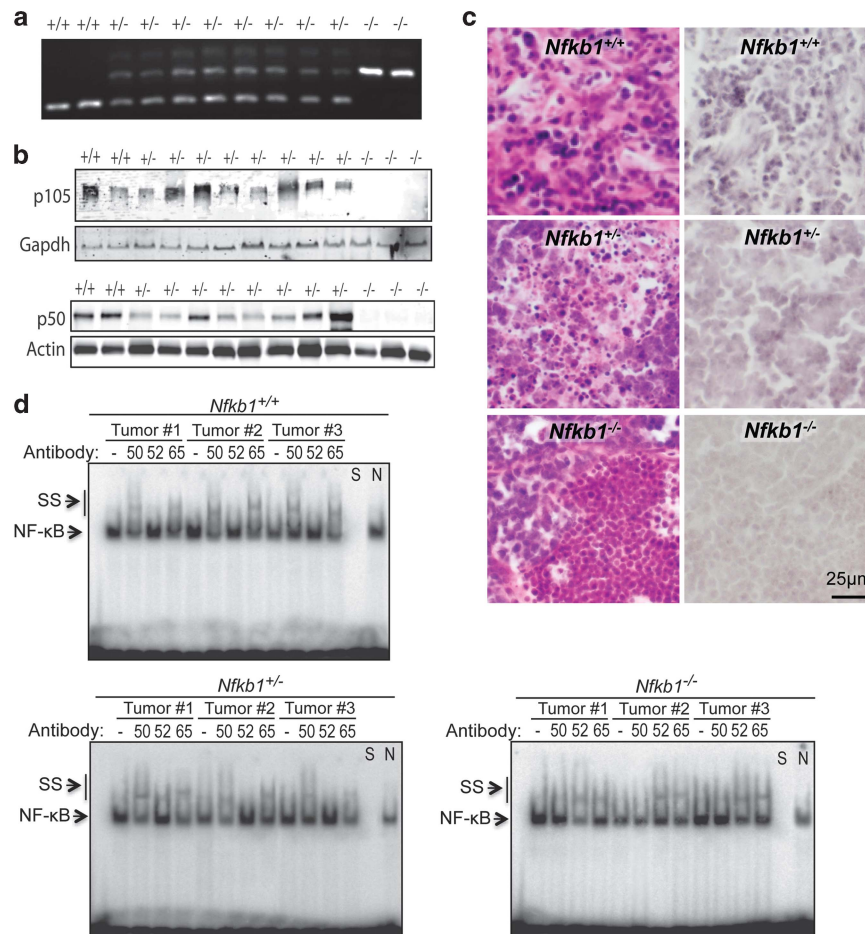 a
+/+ +/+ +/- +/- +/- +/- +/- +/- +/- -/- -/-
b
+/+ +/+ +/- +/- +/- +/- +/- +/- +/- +/- -/- -/- -/-
p105
Gapdh
+/+ +/+ +/- +/- +/- +/- +/- +/- +/- +/- -/- -/- -/-
p50
Actin
c
Nfkb1+/+ Nfkb1+/+
Nfkb1+/- Nfkb1+/-
Nfkb1-/- Nfkb1-/-
25µm
d
Nfkb1+/+
Tumor #1 Tumor #2 Tumor #3
Antibody: - 50 52 65 - 50 52 65 - 50 52 65
S N
SS
NF-κB
Nfkb1+/-
Tumor #1 Tumor #2 Tumor #3
Antibody: - 50 52 65 - 50 52 65 - 50 52 65
S N
SS
NF-κB
Nfkb1-/-
Tumor #1 Tumor #2 Tumor #3
Antibody: - 50 52 65 - 50 52 65 - 50 52 65
S N
SS
NF-κB